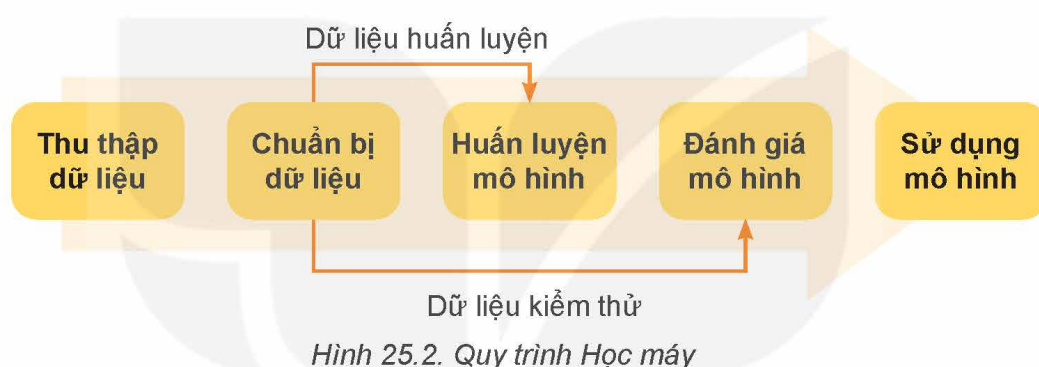 Dữ liệu huấn luyện
Thu thập
dữ liệu
Chuẩn bị
dữ liệu
Huấn luyện
mô hình
Đánh giá
mô hình
Sử dụng
mô hình
Dữ liệu kiểm thử
Hình 25.2. Quy trình Học máy